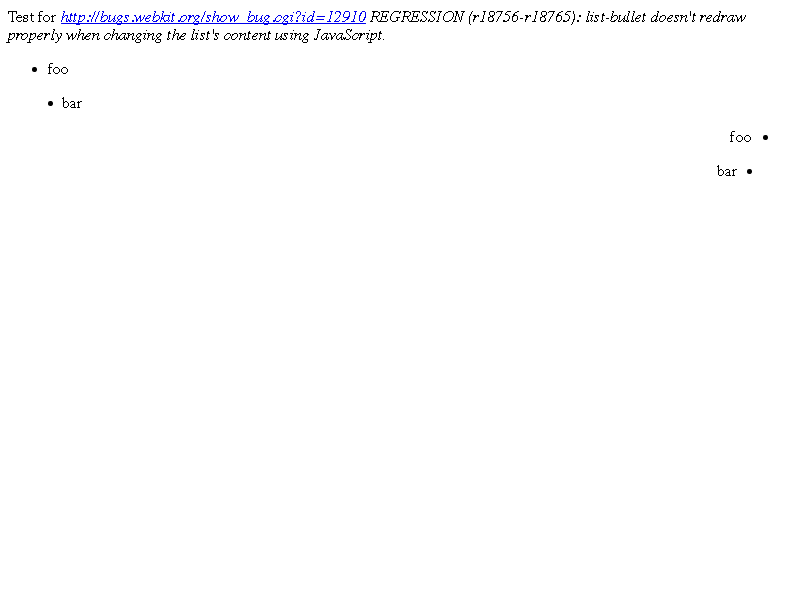 Test for http://bugs.webkit.org/show_bug.cgi?id=12910 REGRESSION (r18756-r18765): list-bullet doesn't redraw
properly when changing the list's content using JavaScript.
• foo
• bar
foo •
bar •